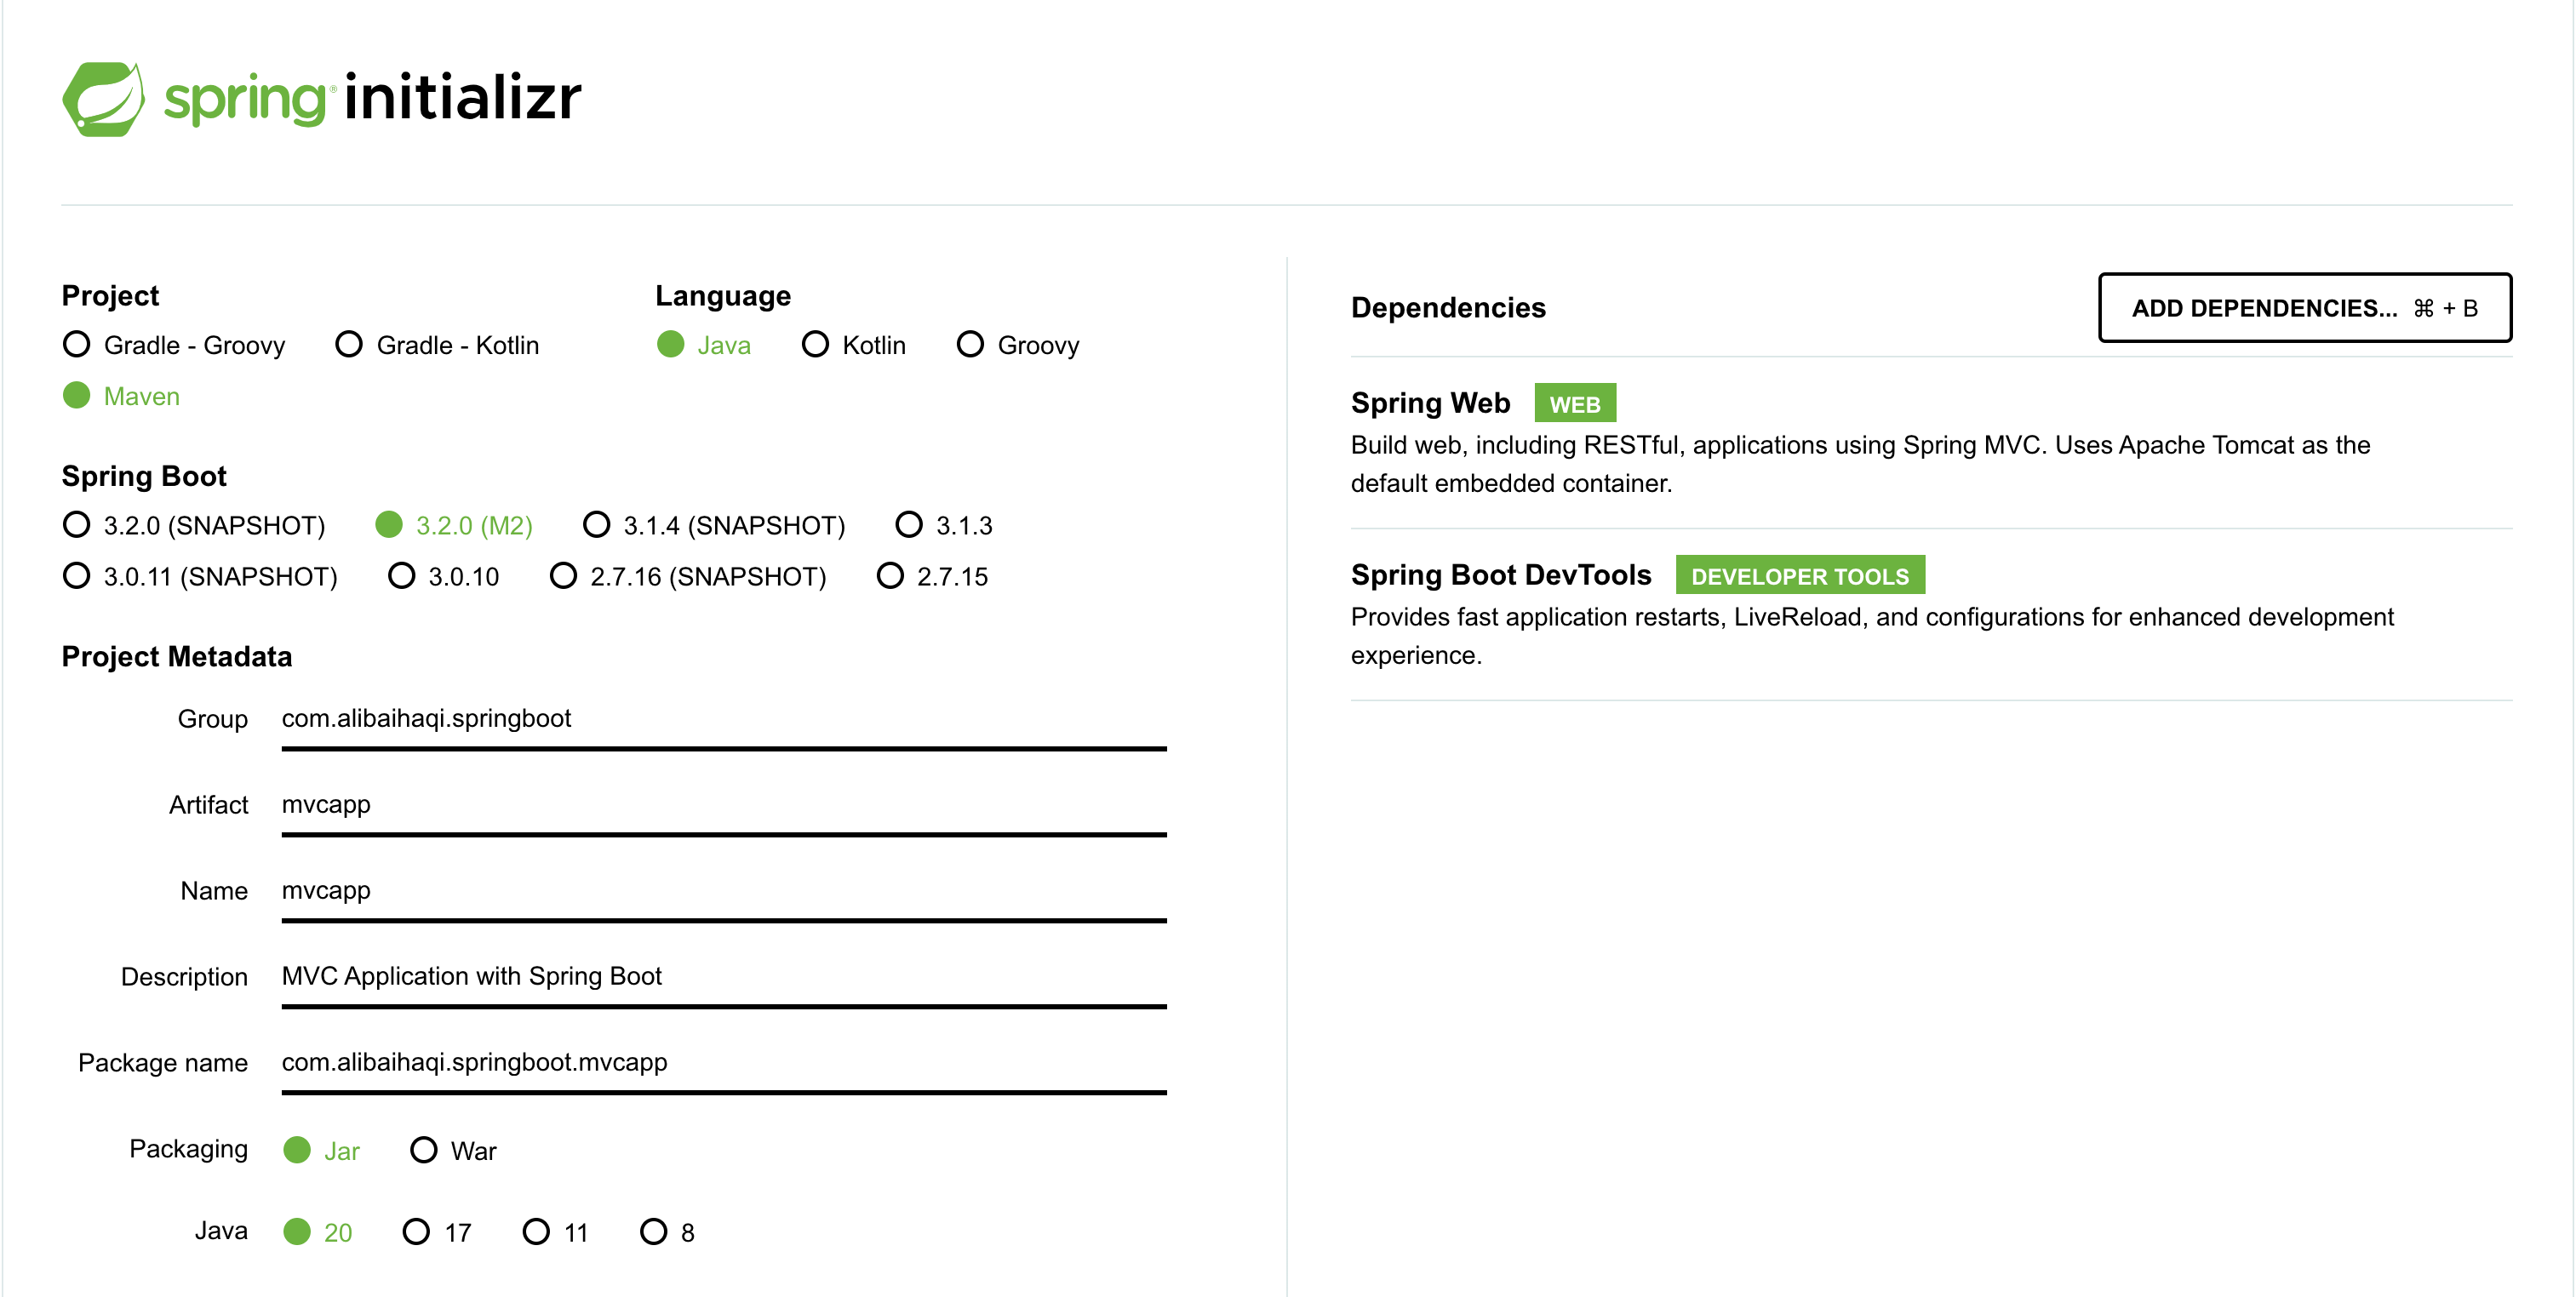 spring® initializr
Project
Gradle - Groovy Gradle - Kotlin
Maven
Language
Java Kotlin Groovy
Spring Boot
3.2.0 (SNAPSHOT) 3.2.0 (M2) 3.1.4 (SNAPSHOT) 3.1.3
3.0.11 (SNAPSHOT) 3.0.10 2.7.16 (SNAPSHOT) 2.7.15
Project Metadata
Group com.alibaihaqi.springboot
Artifact mvcapp
Name mvcapp
Description MVC Application with Spring Boot
Package name com.alibaihaqi.springboot.mvcapp
Packaging Jar War
Java 20 17 11 8
Dependencies ADD DEPENDENCIES... ⌘ + B
Spring Web WEB
Build web, including RESTful, applications using Spring MVC. Uses Apache Tomcat as the
default embedded container.
Spring Boot DevTools DEVELOPER TOOLS
Provides fast application restarts, LiveReload, and configurations for enhanced development
experience.